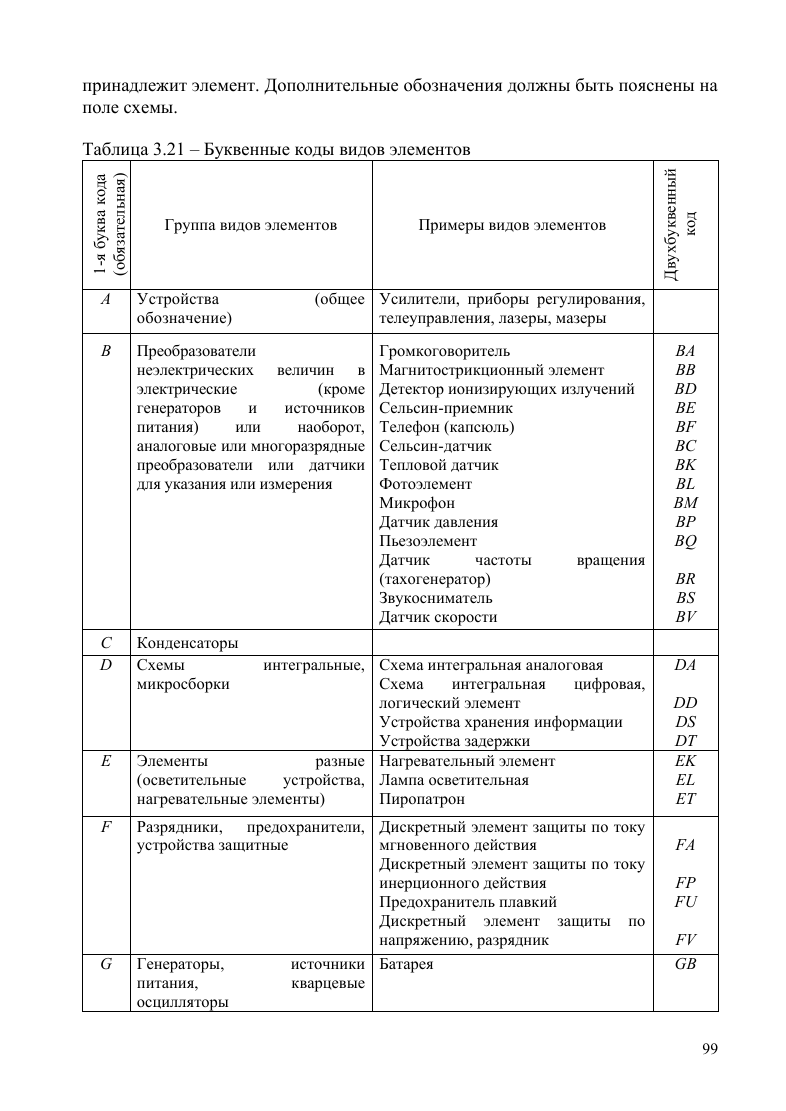 принадлежит элемент. Дополнительные обозначения должны быть пояснены на
поле схемы.
Таблица 3.21 – Буквенные коды видов элементов
1-я буква кода
(обязательная)
Группа видов элементов
Примеры видов элементов
Двухбуквенный
код
A
Устройства (общее
обозначение)
Усилители, приборы регулирования,
телеуправления, лазеры, мазеры
B
Преобразователи
неэлектрических величин в
электрические (кроме
генераторов и источников
питания) или наоборот,
аналоговые или многоразрядные
преобразователи или датчики
для указания или измерения
Громкоговоритель BA
Магнитострикционный элемент BB
Детектор ионизирующих излучений BD
Сельсин-приемник BE
Телефон (капсюль) BF
Сельсин-датчик BC
Тепловой датчик BK
Фотоэлемент BL
Микрофон BM
Датчик давления BP
Пьезоэлемент BQ
Датчик частоты вращения
(тахогенератор) BR
Звукосниматель BS
Датчик скорости BV
C Конденсаторы
D
Схемы интегральные,
микросборки
Схема интегральная аналоговая DA
Схема интегральная цифровая,
логический элемент DD
Устройства хранения информации DS
Устройства задержки DT
E
Элементы разные
(осветительные устройства,
нагревательные элементы)
Нагревательный элемент EK
Лампа осветительная EL
Пиропатрон ET
F
Разрядники, предохранители,
устройства защитные
Дискретный элемент защиты по току
мгновенного действия FA
Дискретный элемент защиты по току
инерционного действия FP
Предохранитель плавкий FU
Дискретный элемент защиты по
напряжению, разрядник FV
G
Генераторы, источники
питания, кварцевые
осцилляторы
Батарея GB
99